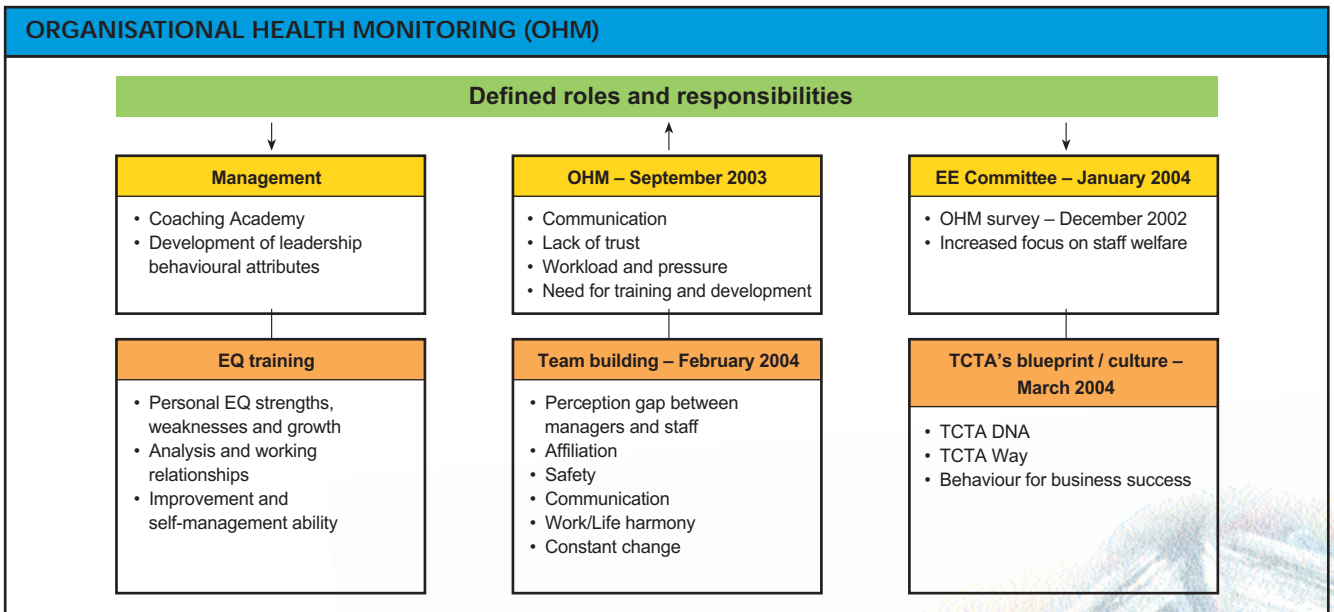 ORGANISATIONAL HEALTH MONITORING (OHM)
Defined roles and responsibilities
Management
• Coaching Academy
• Development of leadership
behavioural attributes
OHM – September 2003
• Communication
• Lack of trust
• Workload and pressure
• Need for training and development
EE Committee – January 2004
• OHM survey – December 2002
• Increased focus on staff welfare
EQ training
• Personal EQ strengths,
weaknesses and growth
• Analysis and working
relationships
• Improvement and
self-management ability
Team building – February 2004
• Perception gap between
managers and staff
• Affiliation
• Safety
• Communication
• Work/Life harmony
• Constant change
TCTA’s blueprint / culture –
March 2004
• TCTA DNA
• TCTA Way
• Behaviour for business success